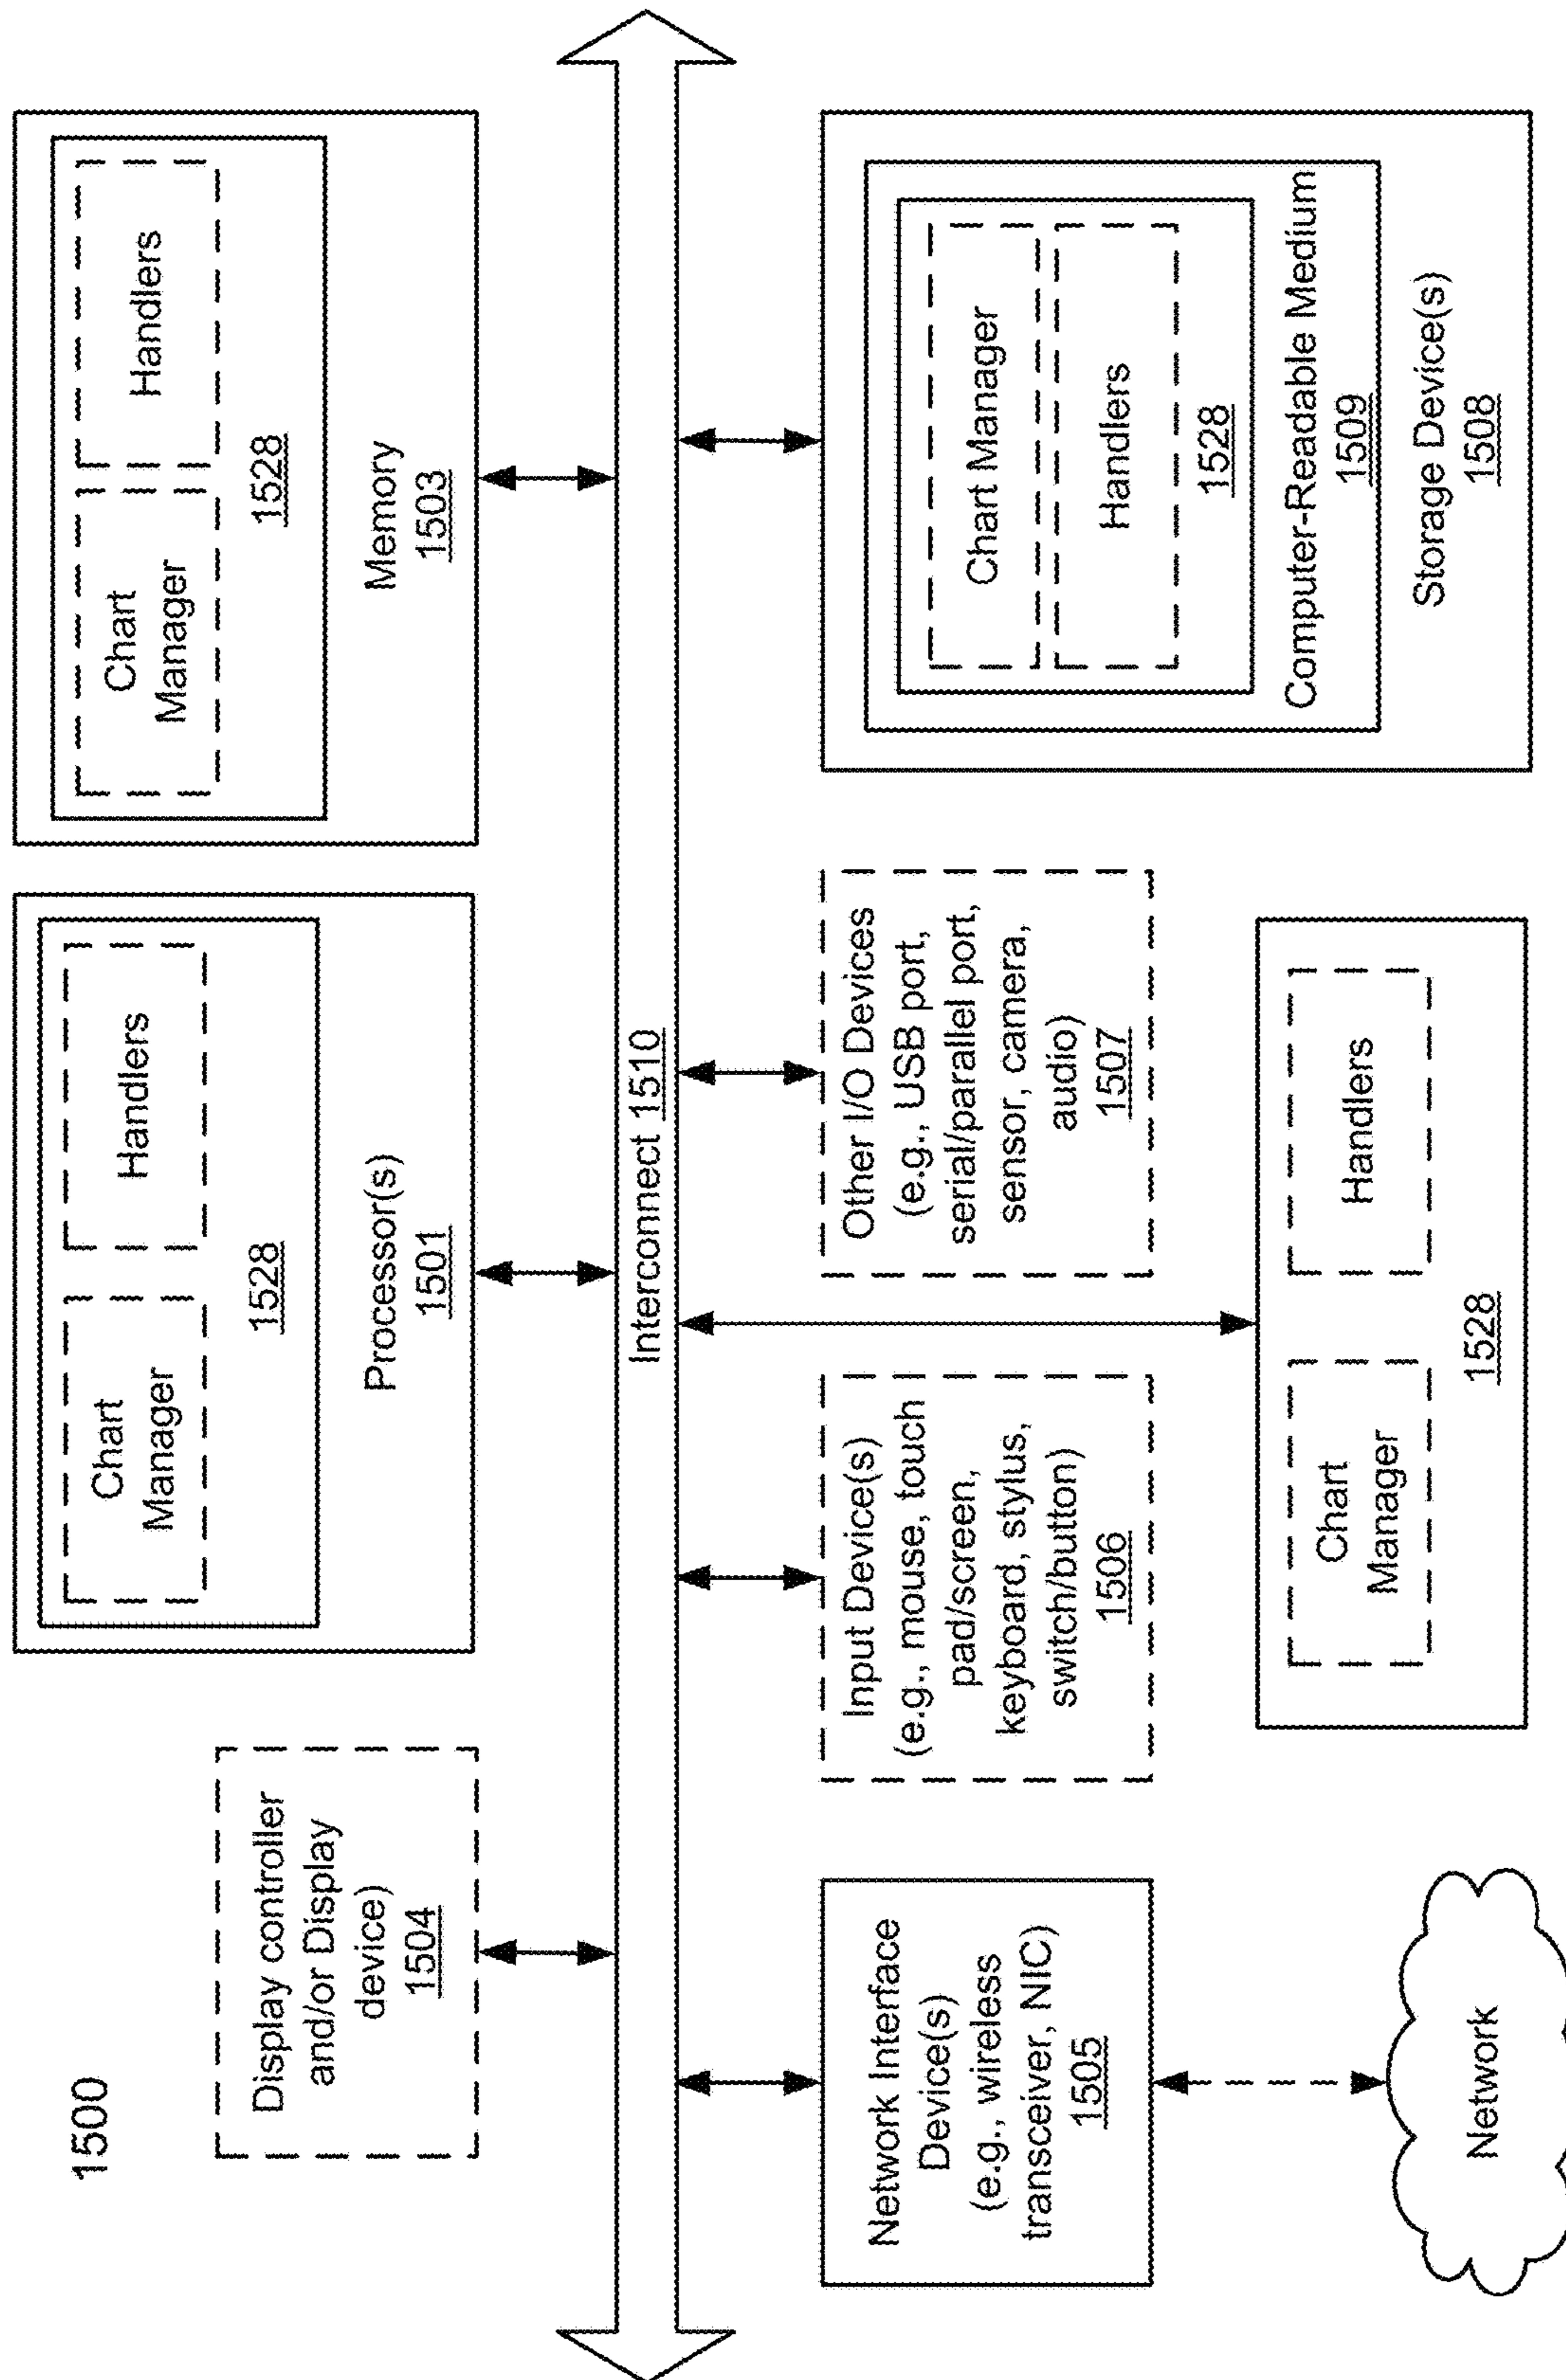 1500
Display controller
and/or Display
device)
1504
Chart
Manager
Handlers
1528
Processor(s)
1501
Chart
Manager
Handlers
1528
Memory
1503
Interconnect 1510
Network Interface
Device(s)
(e.g., wireless
transceiver, NIC)
1505
Network
Input Device(s)
(e.g., mouse, touch
pad/screen,
keyboard, stylus,
switch/button)
1506
Other I/O Devices
(e.g., USB port,
serial/parallel port,
sensor, camera,
audio)
1507
Chart
Manager
Handlers
1528
Chart Manager
Handlers
1528
Computer-Readable Medium
1509
Storage Device(s)
1508